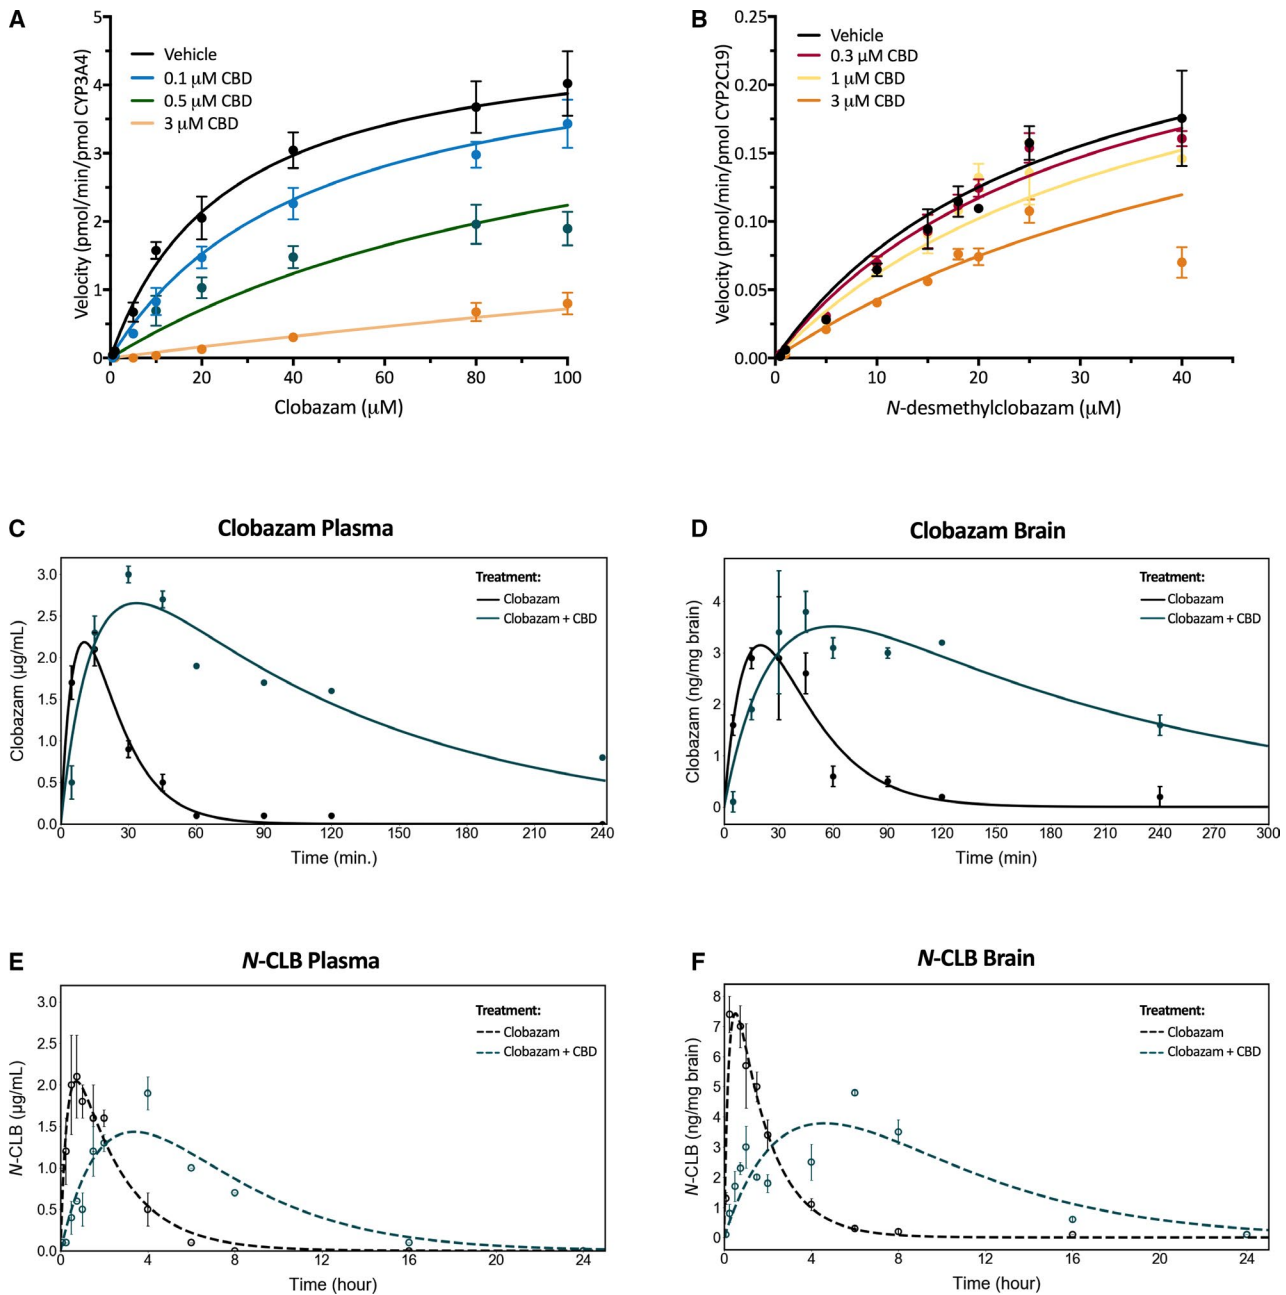 A
Velocity (pmol/min/pmol CYP3A4)
5
4
3
2
1
0
Vehicle
0.1 μM CBD
0.5 μM CBD
3 μM CBD
0 20 40 60 80 100
Clobazam (μM)
B
Velocity (pmol/min/pmol CYP2C19)
0.25
0.20
0.15
0.10
0.05
0.00
Vehicle
0.3 μM CBD
1 μM CBD
3 μM CBD
0 10 20 30 40
N-desmethylclobazam (μM)
C
Clobazam Plasma
Clobazam (μg/mL)
3.0
2.5
2.0
1.5
1.0
0.5
0.0
Treatment:
Clobazam
Clobazam + CBD
0 30 60 90 120 150 180 210 240
Time (min.)
D
Clobazam Brain
Clobazam (ng/mg brain)
4
3
2
1
0
Treatment:
Clobazam
Clobazam + CBD
0 30 60 90 120 150 180 210 240 270 300
Time (min)
E
N-CLB Plasma
N-CLB (μg/mL)
3.0
2.5
2.0
1.5
1.0
0.5
0.0
Treatment:
Clobazam
Clobazam + CBD
0 4 8 12 16 20 24
Time (hour)
F
N-CLB Brain
N-CLB (ng/mg brain)
8
7
6
5
4
3
2
1
0
Treatment:
Clobazam
Clobazam + CBD
0 4 8 12 16 20 24
Time (hour)